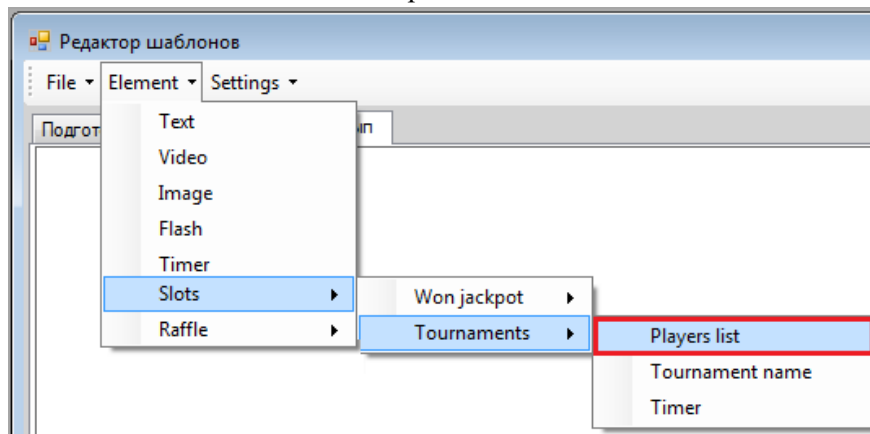 Редактор шаблонов
File Element Settings
Text
Video
Image
Flash
Timer
Slots
Raffle
Won jackpot
Tournaments
Players list
Tournament name
Timer